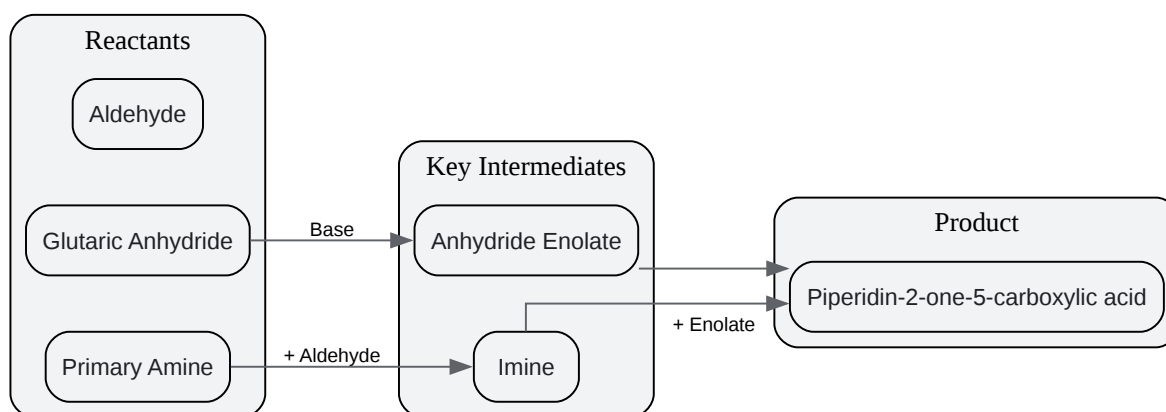 Reactants
Aldehyde
Glutaric Anhydride
Base
Primary Amine
+ Aldehyde
Key Intermediates
Anhydride Enolate
Imine
+ Enolate
Product
Piperidin-2-one-5-carboxylic acid